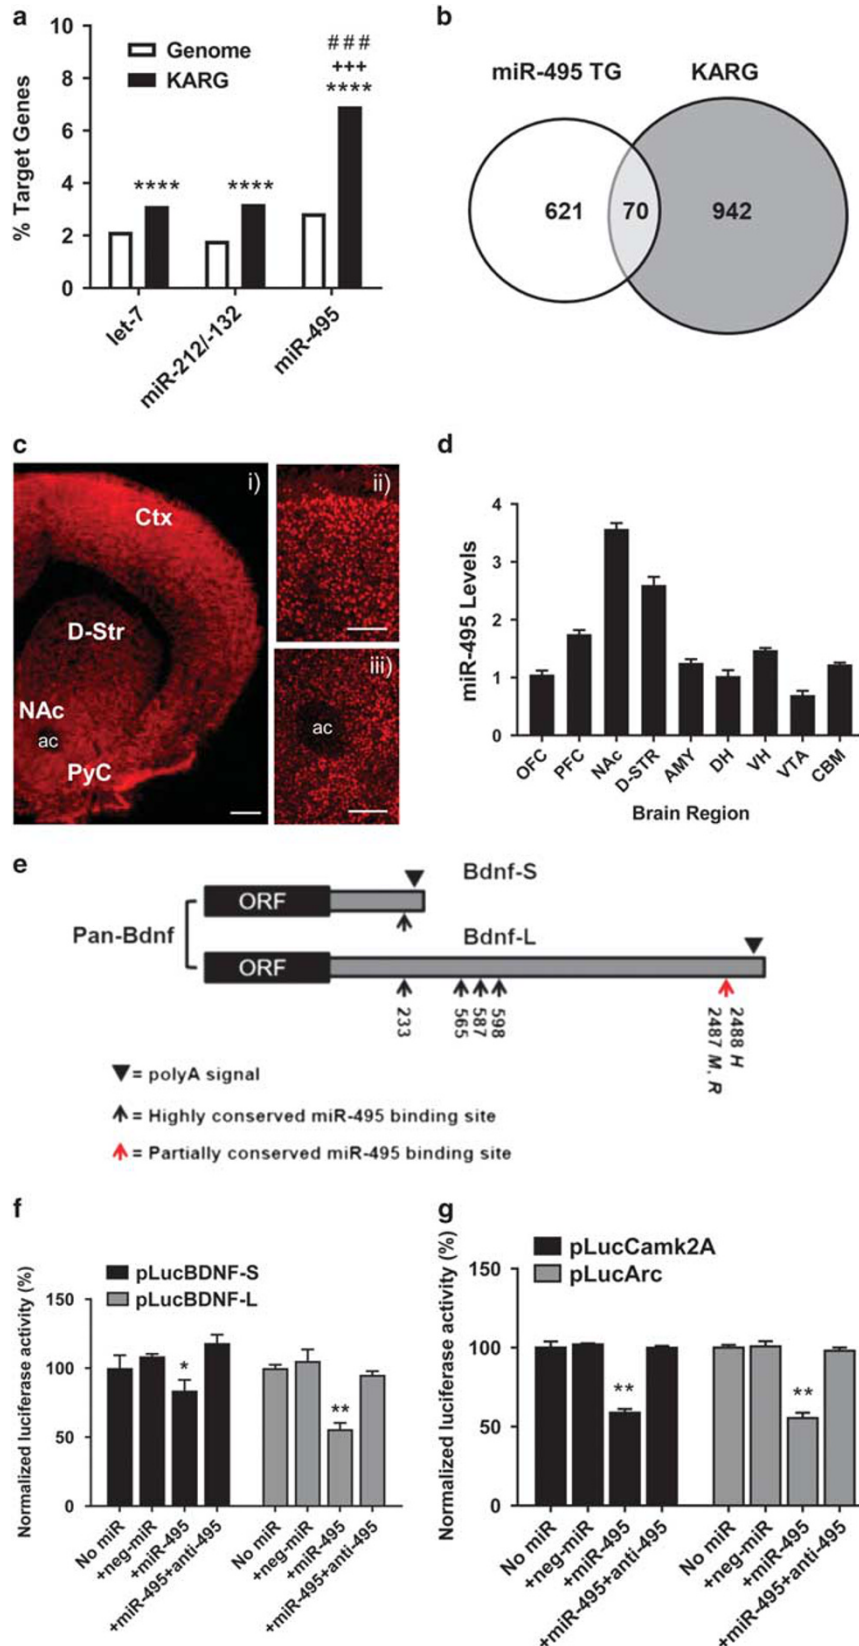 a
10
8
6
4
2
0
% Target Genes
Genome
KARG
****
****
###
+++
****
let-7
miR-212/-132
miR-495
b
miR-495 TG
KARG
621
70
942
c
i)
Ctx
D-Str
NAc
ac
PyC
ii)
iii)
ac
d
4
3
2
1
0
miR-495 Levels
OFC
PFC
NAc
D-STR
AMY
DH
VH
VTA
CBM
Brain Region
e
Bdnf-S
ORF
Pan-Bdnf
Bdnf-L
ORF
233
565
587
598
2488 H
2487 M, R
= polyA signal
= Highly conserved miR-495 binding site
= Partially conserved miR-495 binding site
f
pLucBDNF-S
pLucBDNF-L
Normalized luciferase activity (%)
150
100
50
0
*
**
No miR
+neg-miR
+miR-495
+miR-495+anti-495
No miR
+neg-miR
+miR-495
+miR-495+anti-495
g
pLucCamk2A
pLucArc
Normalized luciferase activity (%)
150
100
50
0
**
**
No miR
+neg-miR
+miR-495
+miR-495+anti-495
No miR
+neg-miR
+miR-495
+miR-495+anti-495